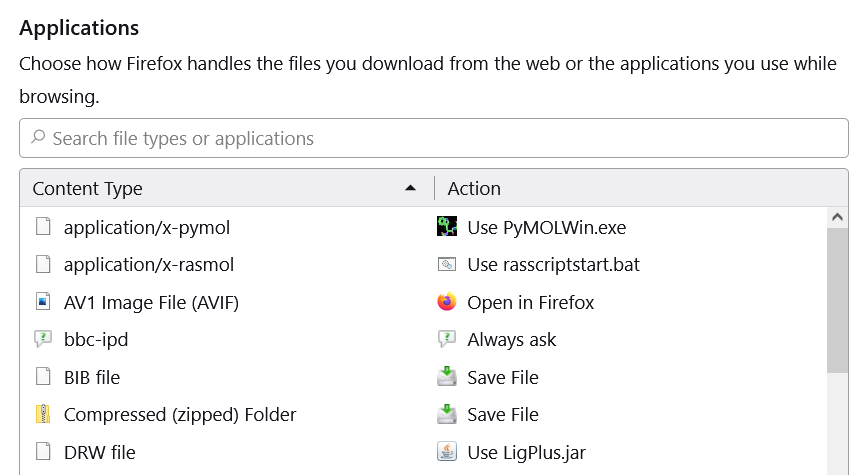 Applications
Choose how Firefox handles the files you download from the web or the applications you use while
browsing.
Search file types or applications
Content Type Action
application/x-pymol Use PyMOLWin.exe
application/x-rasmol Use rasscriptstart.bat
AV1 Image File (AVIF) Open in Firefox
bbc-ipd Always ask
BIB file Save File
Compressed (zipped) Folder Save File
DRW file Use LigPlus.jar